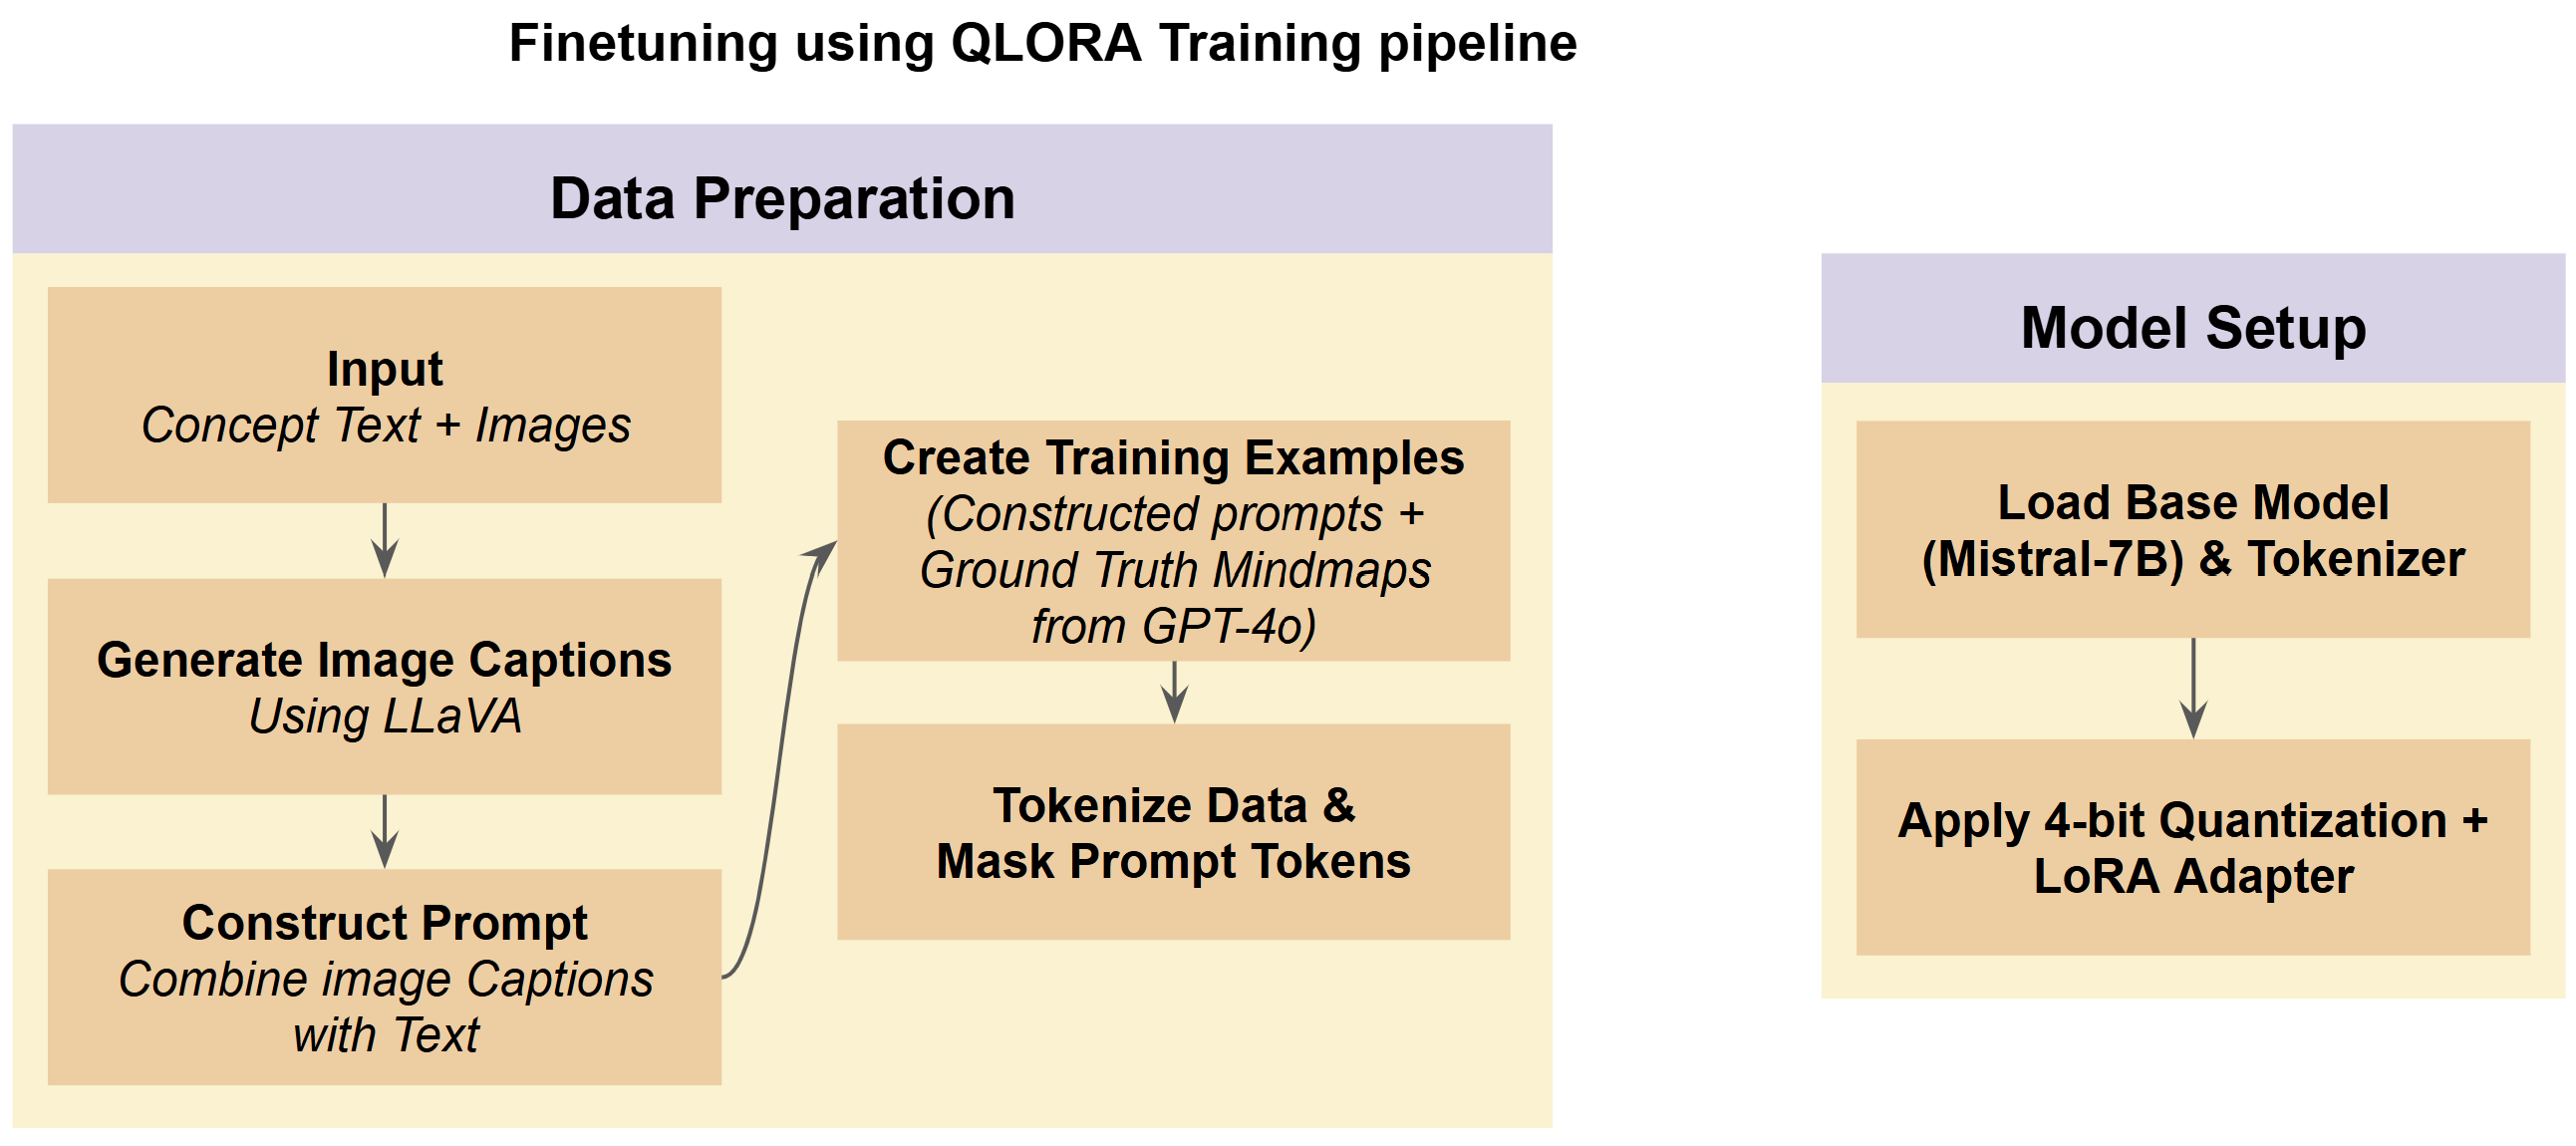 Finetuning using QLORA Training pipeline
Data Preparation
Input
Concept Text + Images
Generate Image Captions
Using LLaVA
Construct Prompt
Combine image Captions
with Text
Create Training Examples
(Constructed prompts +
Ground Truth Mindmaps
from GPT-4o)
Tokenize Data &
Mask Prompt Tokens
Model Setup
Load Base Model
(Mistral-7B) & Tokenizer
Apply 4-bit Quantization +
LoRA Adapter